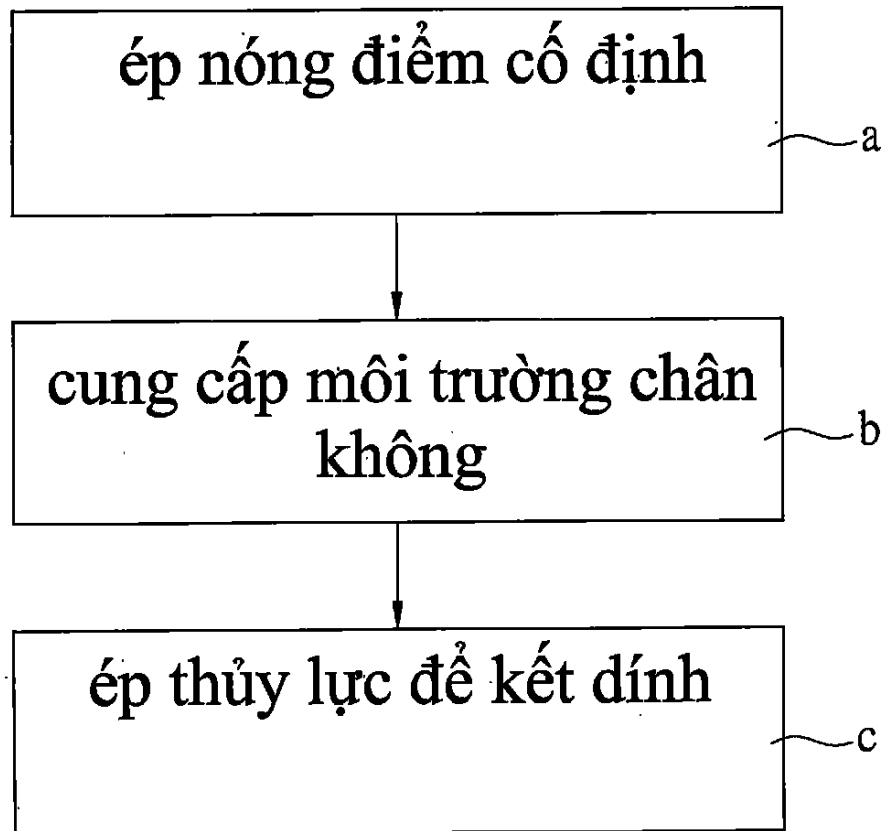 ép nóng điểm cố định
a
cung cấp môi trường chân
không
b
ép thủy lực để kết dính
c